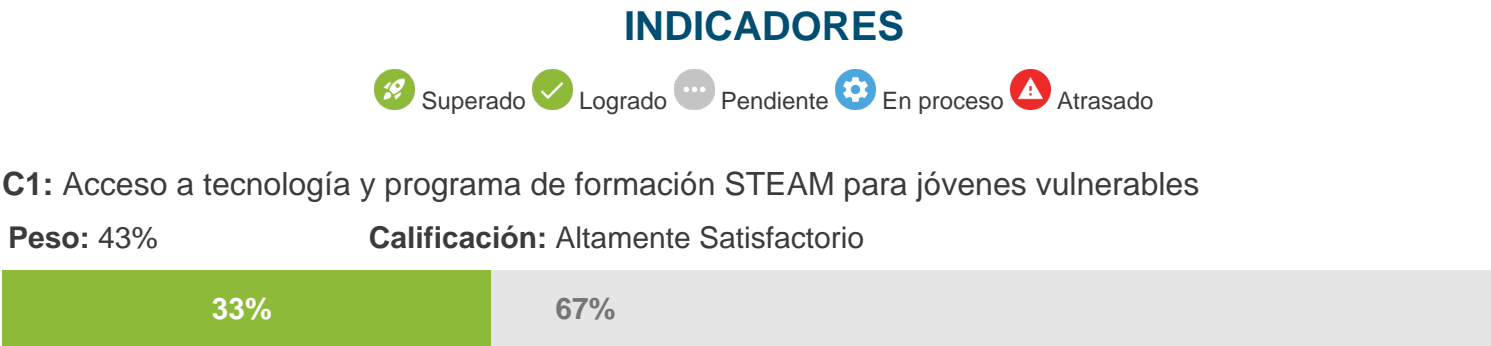 INDICADORES
Superado Logrado Pendiente En proceso Atrasado
C1: Acceso a tecnología y programa de formación STEAM para jóvenes vulnerables
Peso: 43% Calificación: Altamente Satisfactorio
33% 67%